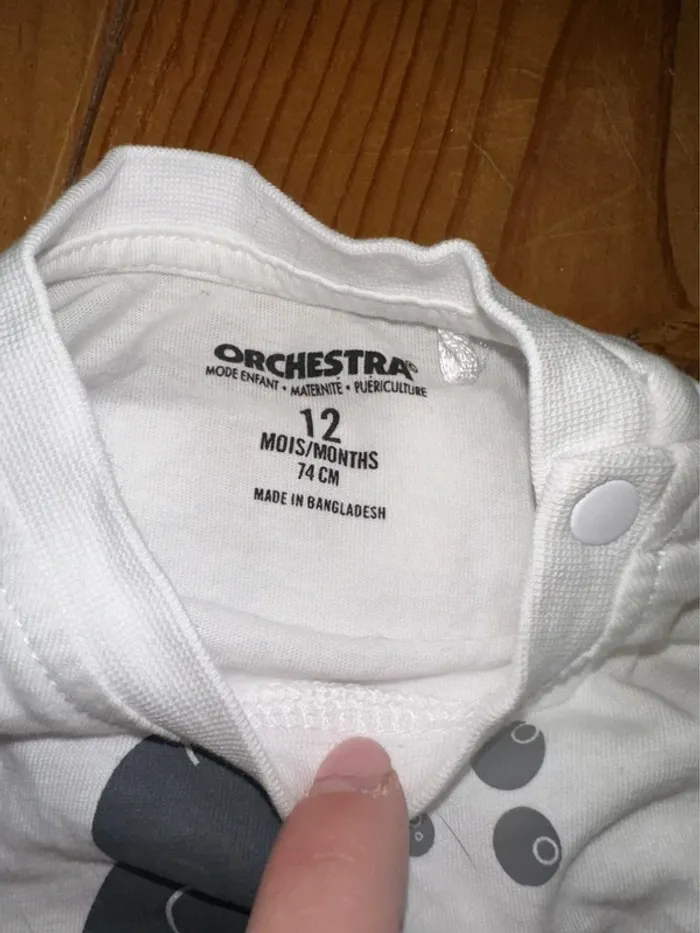 ORCHESTRA®
MODE ENFANT • MATERNITÉ • PUÉRICULTURE
12
MOIS/MONTHS
74 CM
MADE IN BANGLADESH